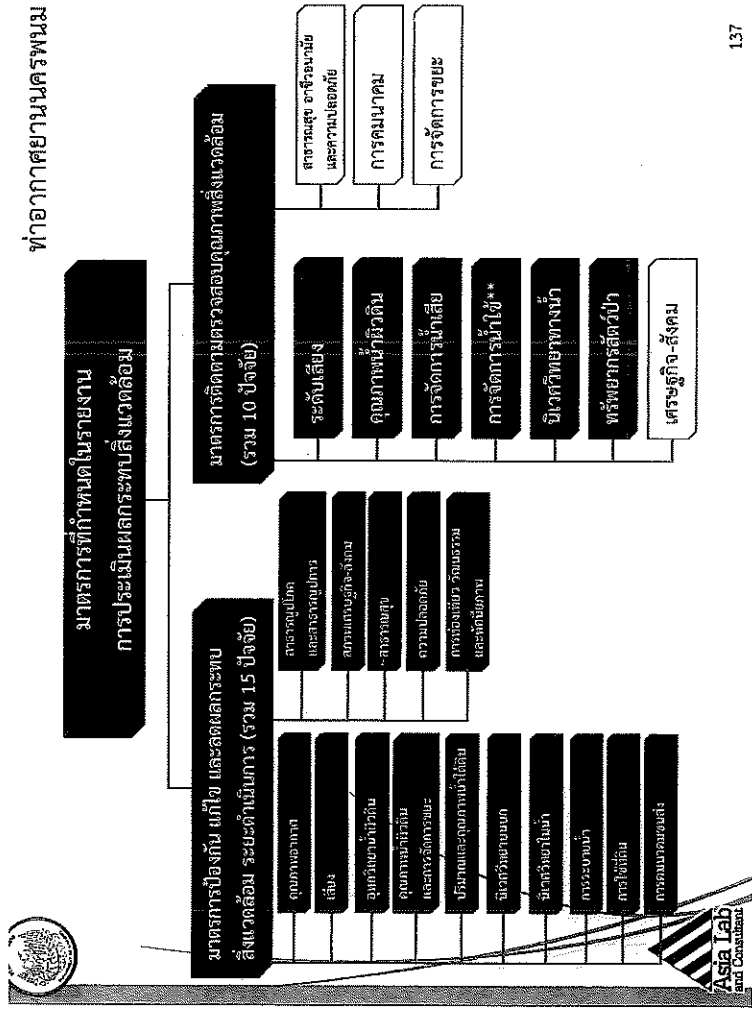 ท่าอากาศยานนครพนม
มาตรการที่กำหนดในรายงาน
การประเมินผลกระทบสิ่งแวดล้อม
มาตรการป้องกัน แก้ไข และลดผลกระทบ
สิ่งแวดล้อม ระยะดำเนินการ (รวม 15 ปัจจัย)
คุณภาพอากาศ
เสียง
อุทกวิทยาน้ำผิวดิน
คุณภาพน้ำผิวดิน
และการจัดการขยะ
ปริมาณและคุณภาพน้ำใต้ดิน
นิเวศวิทยาบนบก
นิเวศวิทยาในน้ำ
การระบายน้ำ
การใช้ที่ดิน
การคมนาคมขนส่ง
สาธารณูปโภค
และสาธารณูปการ
สภาพเศรษฐกิจ-สังคม
สาธารณสุข
ความปลอดภัย
การท่องเที่ยว วัฒนธรรม
และทัศนียภาพ
มาตรการติดตามตรวจสอบคุณภาพสิ่งแวดล้อม
(รวม 10 ปัจจัย)
ระดับเสียง
คุณภาพน้ำผิวดิน
การจัดการน้ำเสีย
การจัดการน้ำใช้**
นิเวศวิทยาทางน้ำ
ทรัพยากรสัตว์ป่า
เศรษฐกิจ-สังคม
สาธารณสุข อาชีวอนามัย
และความปลอดภัย
การคมนาคม
การจัดการขยะ
Asia Lab
and Consultant
137